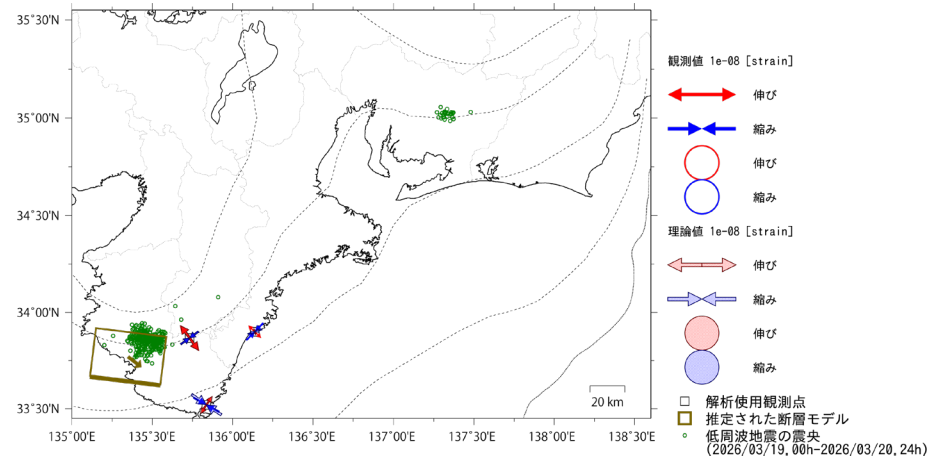 35°30'N
35°00'N
34°30'N
34°00'N
33°30'N
135°00'E
135°30'E
136°00'E
136°30'E
137°00'E
137°30'E
138°00'E
138°30'E
20 km
観測値 1e-08 [strain]
伸び
縮み
伸び
縮み
理論値 1e-08 [strain]
伸び
縮み
伸び
縮み
解析使用観測点
推定された断層モデル
低周波地震の震央
(2026/03/19,00h-2026/03/20,24h)